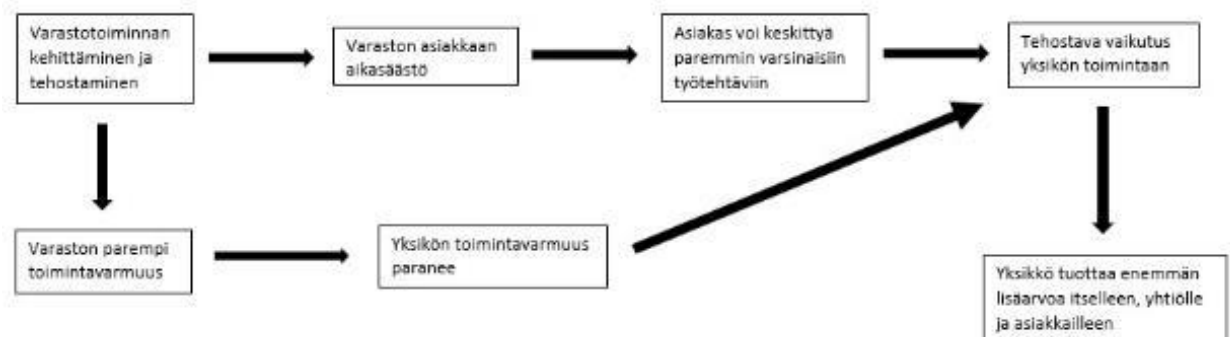 Varastotoiminnan
kehittäminen ja
tehostaminen
Varaston asiakkaan
aikasäästö
Asiakas voi keskittyä
paremmin varsinaisiin
työtehtäviin
Tehostava vaikutus
yksikön toimintaan
Varaston parempi
toimintavarmuus
Yksikön toimintavarmuus
paranee
Yksikkö tuottaa enemmän
lisäarvoa itselleen, yhtiölle
ja asiakkailleen